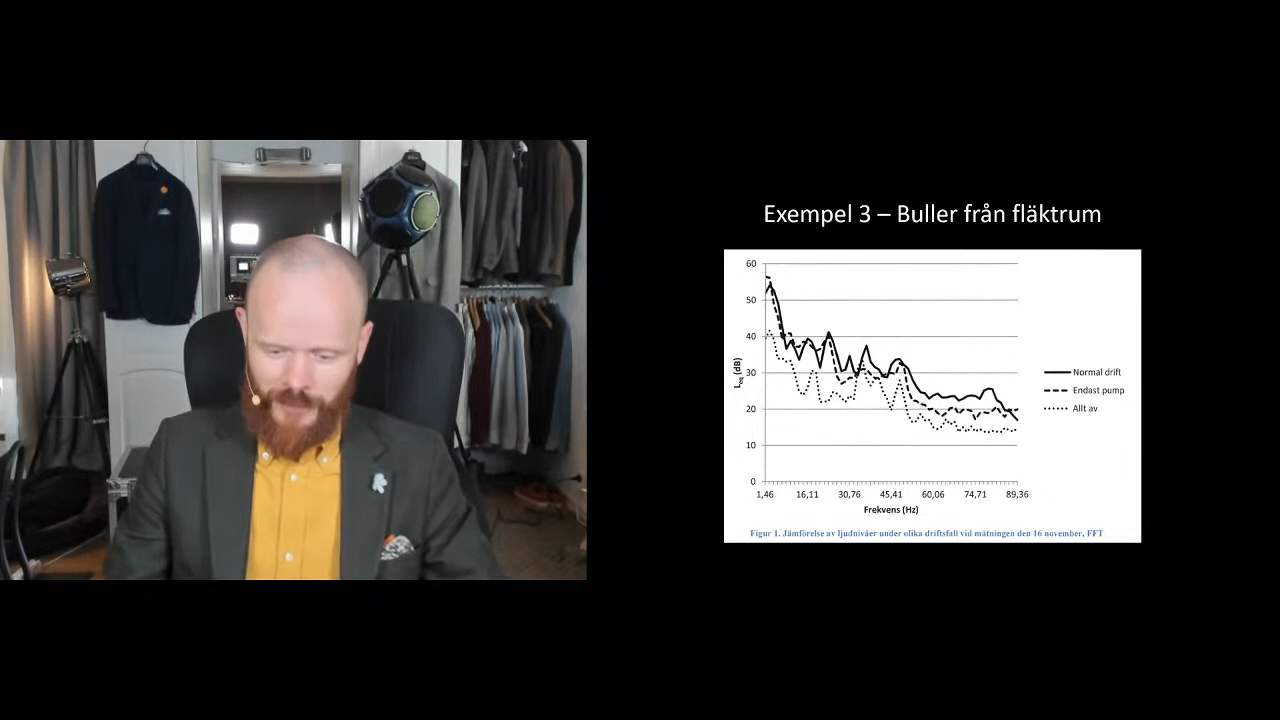 Exempel 3 – Buller från fläktrum
60
50
40
30
20
10
0
L_eq (dB)
1,46 16,11 30,76 45,41 60,06 74,71 89,36
Frekvens (Hz)
Normal drift
Endast pump
Allt av
Figur 1. Jämförelse av ljudnivåer under olika driftsfall vid mätningen den 16 november, FFT